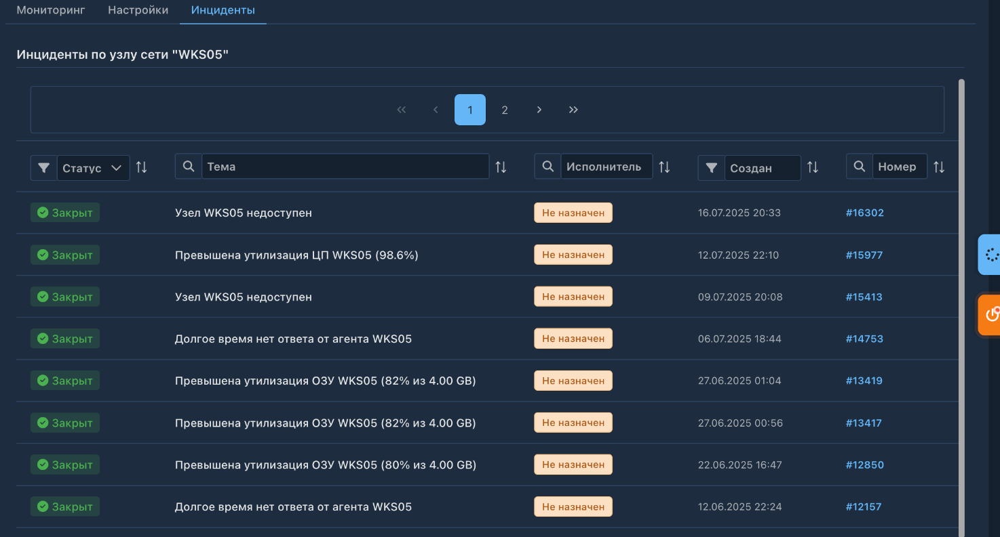 Мониторинг Настройки Инциденты
Инциденты по узлу сети "WKS05"
1 2
Статус Тема Исполнитель Создан Номер
Закрыт Узел WKS05 недоступен Не назначен 16.07.2025 20:33 #16302
Закрыт Превышена утилизация ЦП WKS05 (98.6%) Не назначен 12.07.2025 22:10 #15977
Закрыт Узел WKS05 недоступен Не назначен 09.07.2025 20:08 #15413
Закрыт Долгое время нет ответа от агента WKS05 Не назначен 06.07.2025 18:44 #14753
Закрыт Превышена утилизация ОЗУ WKS05 (82% из 4.00 GB) Не назначен 27.06.2025 01:04 #13419
Закрыт Превышена утилизация ОЗУ WKS05 (82% из 4.00 GB) Не назначен 27.06.2025 00:56 #13417
Закрыт Превышена утилизация ОЗУ WKS05 (80% из 4.00 GB) Не назначен 22.06.2025 16:47 #12850
Закрыт Долгое время нет ответа от агента WKS05 Не назначен 12.06.2025 22:24 #12157